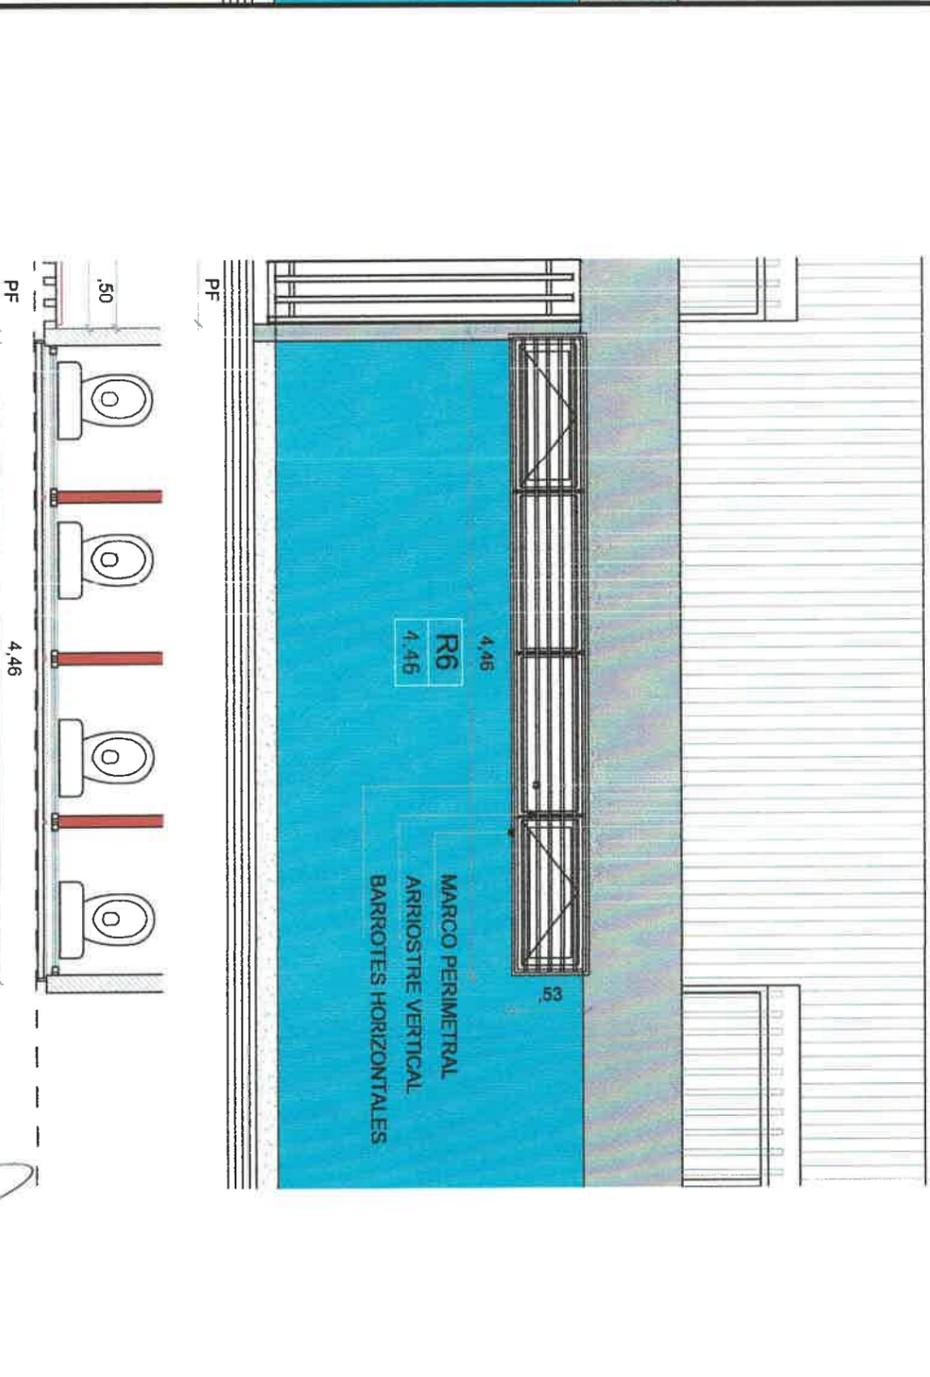 4,46
R6
4.46
,53
MARCO PERIMETRAL
ARRIOSTRE VERTICAL
BARROTES HORIZONTALES
PF
,50
PF
4,46